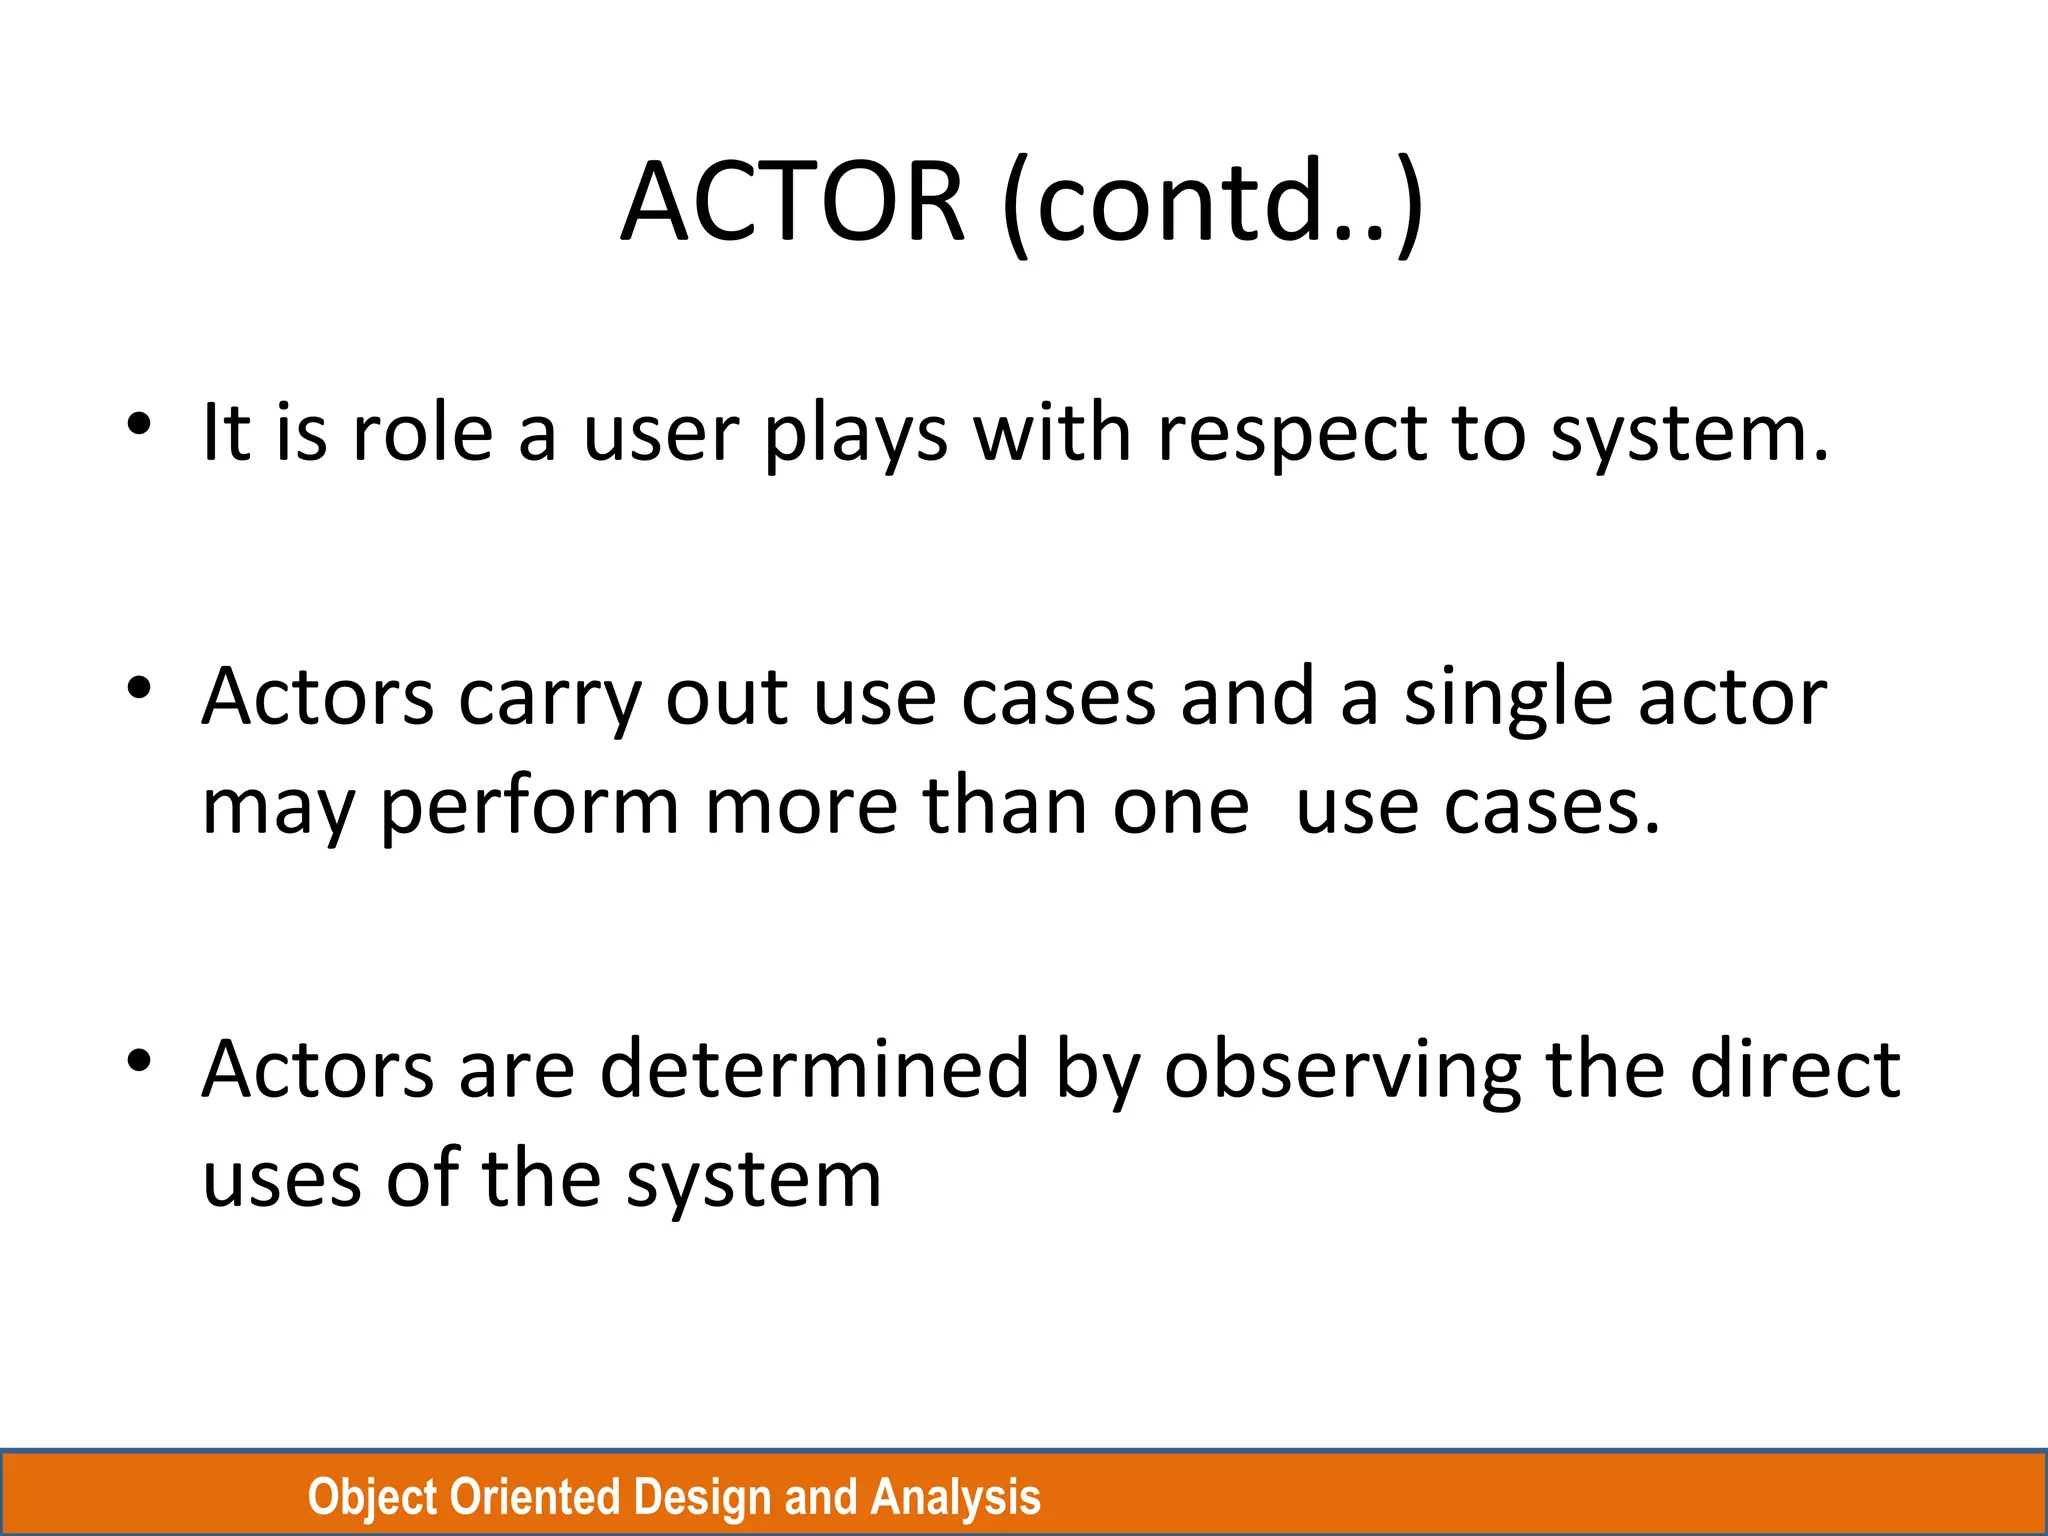 ACTOR (contd..)
• It is role a user plays with respect to system.
• Actors carry out use cases and a single actor
may perform more than one  use cases.
• Actors are determined by observing the direct
uses of the system
Object Oriented Design and Analysis